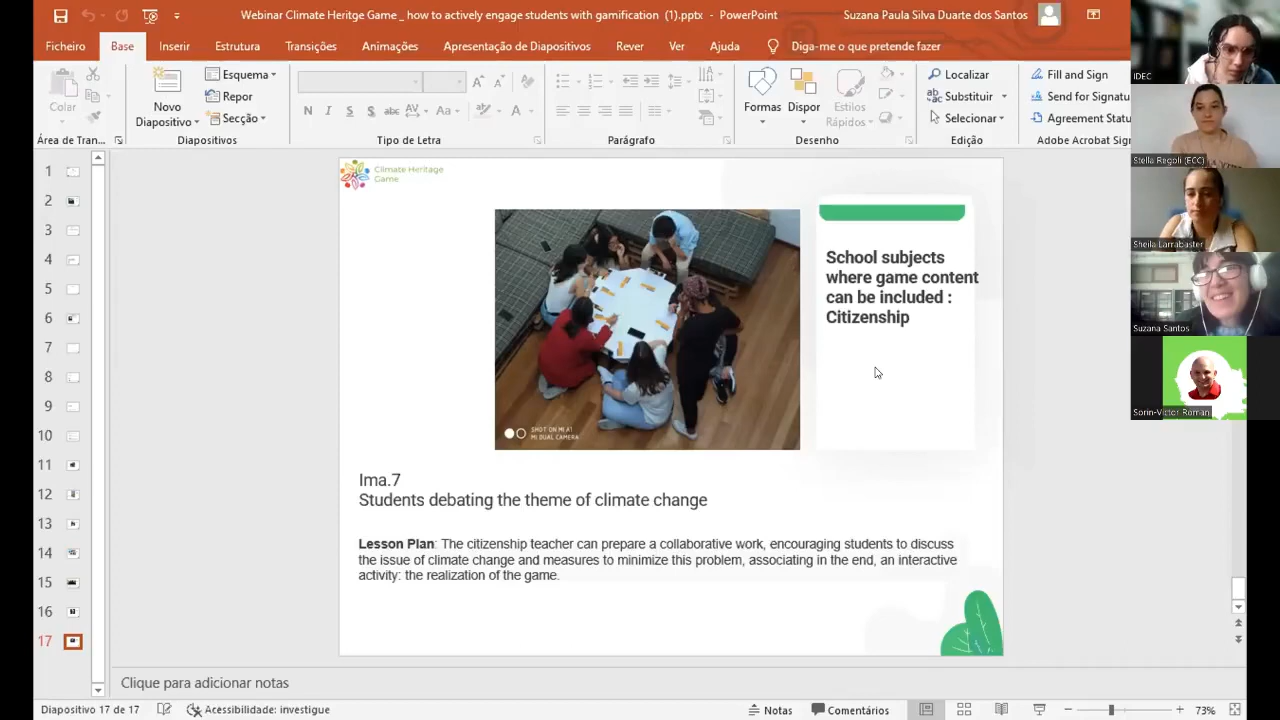 Webinar Climate Heritge Game _ how to actively engage students with gamification (1).pptx - PowerPoint
Suzana Paula Silva Duarte dos Santos
Ficheiro Base Inserir Estrutura Transições Animações Apresentação de Diapositivos Rever Ver Ajuda Diga-me o que pretende fazer
Colar
Novo
Diapositivo
Esquema
Repor
Secção
N I S S abc AV Aa A
Formas
Dispor
Estilos
Rápidos
Localizar
Substituir
Selecionar
Fill and Sign
Send for Signatu
Agreement Statu
Área de Tran...
Diapositivos
Tipo de Letra
Parágrafo
Desenho
Edição
Adobe Acrobat Sign
1
2
3
4
5
6
7
8
9
10
11
12
13
14
15
16
17
Climate Heritage
Game
SHOT ON MI A1
MI DUAL CAMERA
School subjects
where game content
can be included :
Citizenship
Ima.7
Students debating the theme of climate change
Lesson Plan: The citizenship teacher can prepare a collaborative work, encouraging students to discuss
the issue of climate change and measures to minimize this problem, associating in the end, an interactive
activity: the realization of the game.
IDEC
Stella Regoli (ECC)
Sheila Larrabaster
Suzana Santos
Sorin-Victor Roman
Clique para adicionar notas
Diapositivo 17 de 17
Acessibilidade: investigue
Notas
Comentários
73%